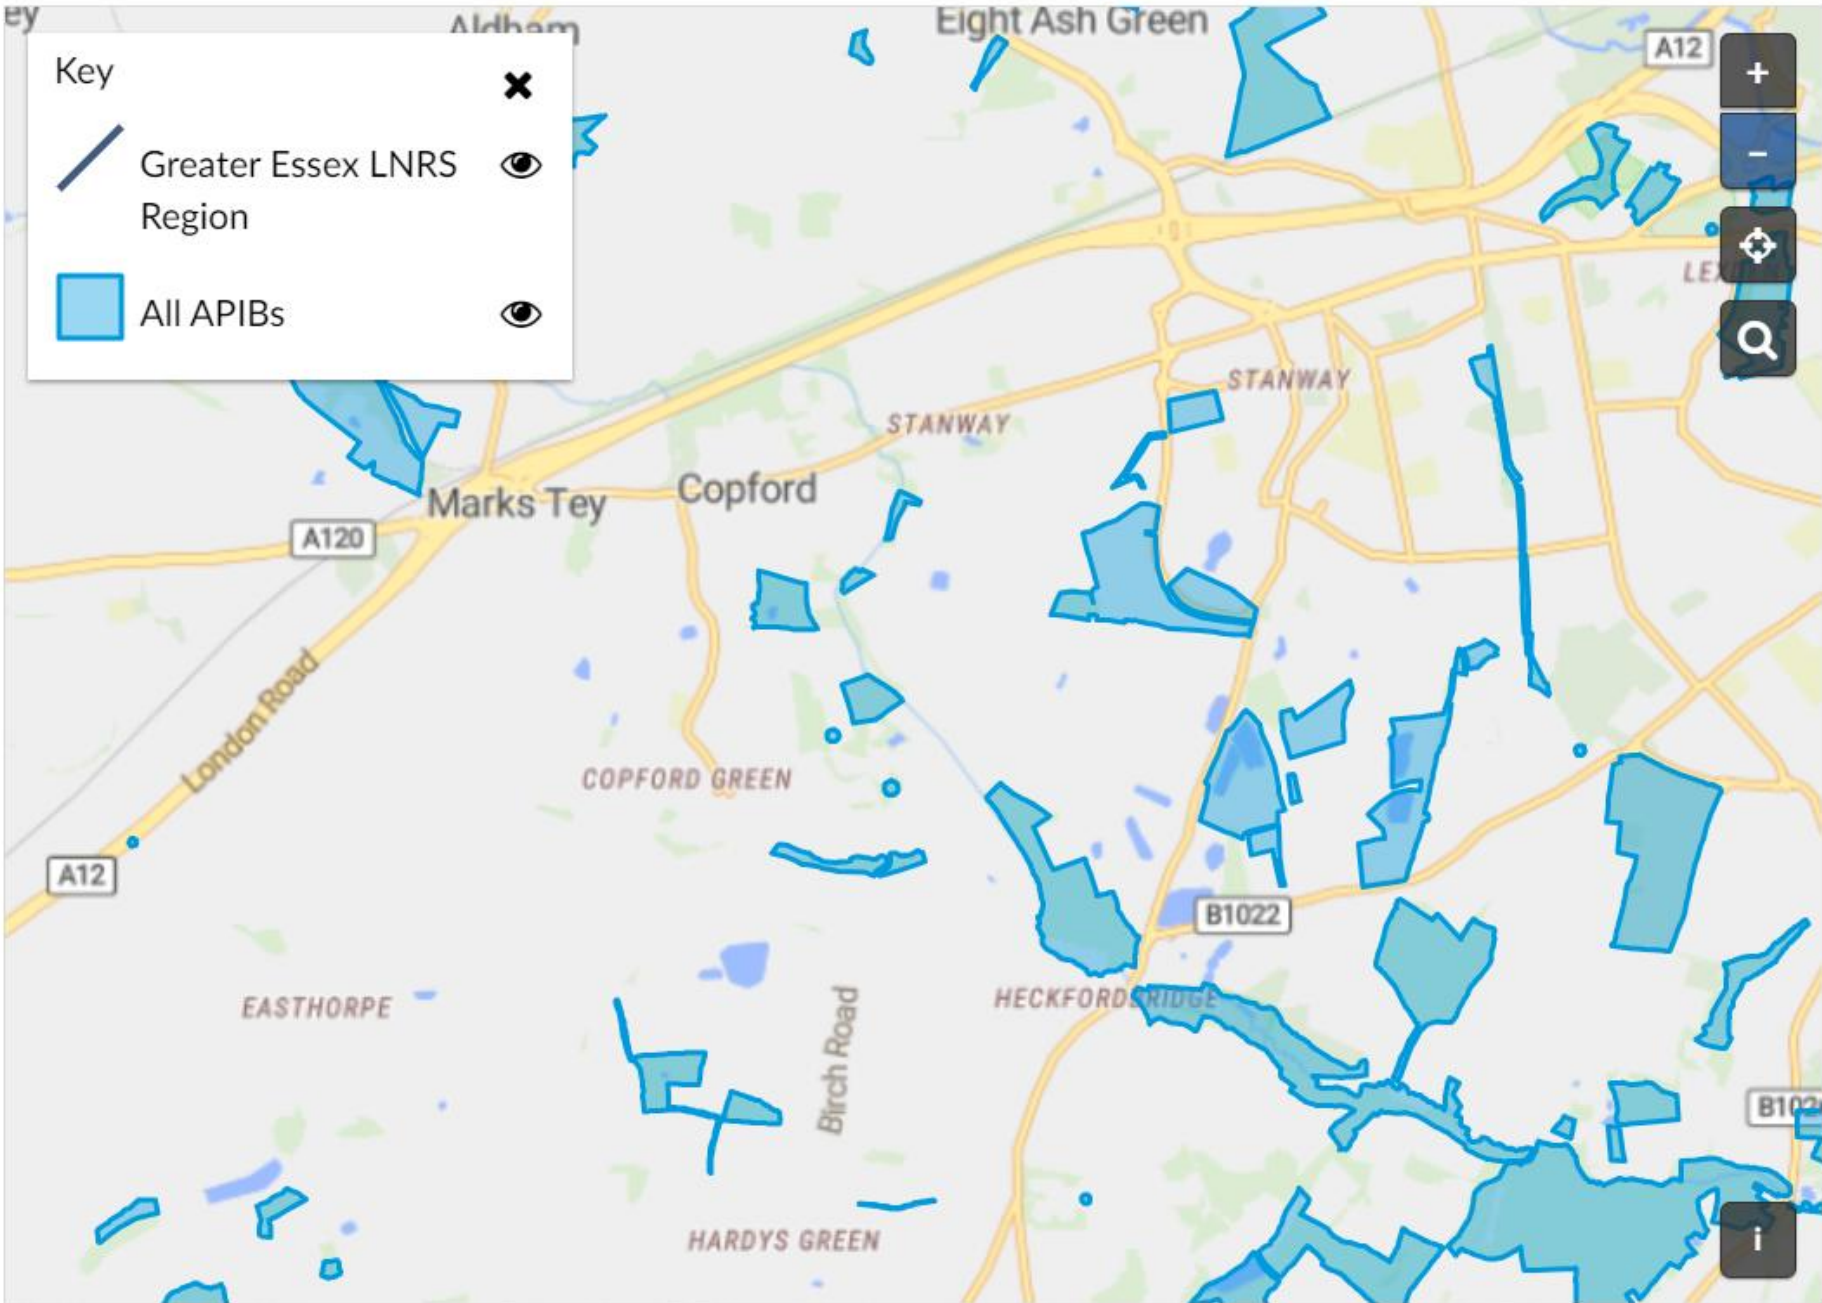 ey
Aldham
Eight Ash Green
A12
Key
Greater Essex LNRS
Region
All APIBs
+
−
STANWAY
STANWAY
Marks Tey
Copford
A120
London Road
COPFORD GREEN
A12
B1022
EASTHORPE
HECKFORDBRIDGE
Birch Road
HARDYS GREEN
i